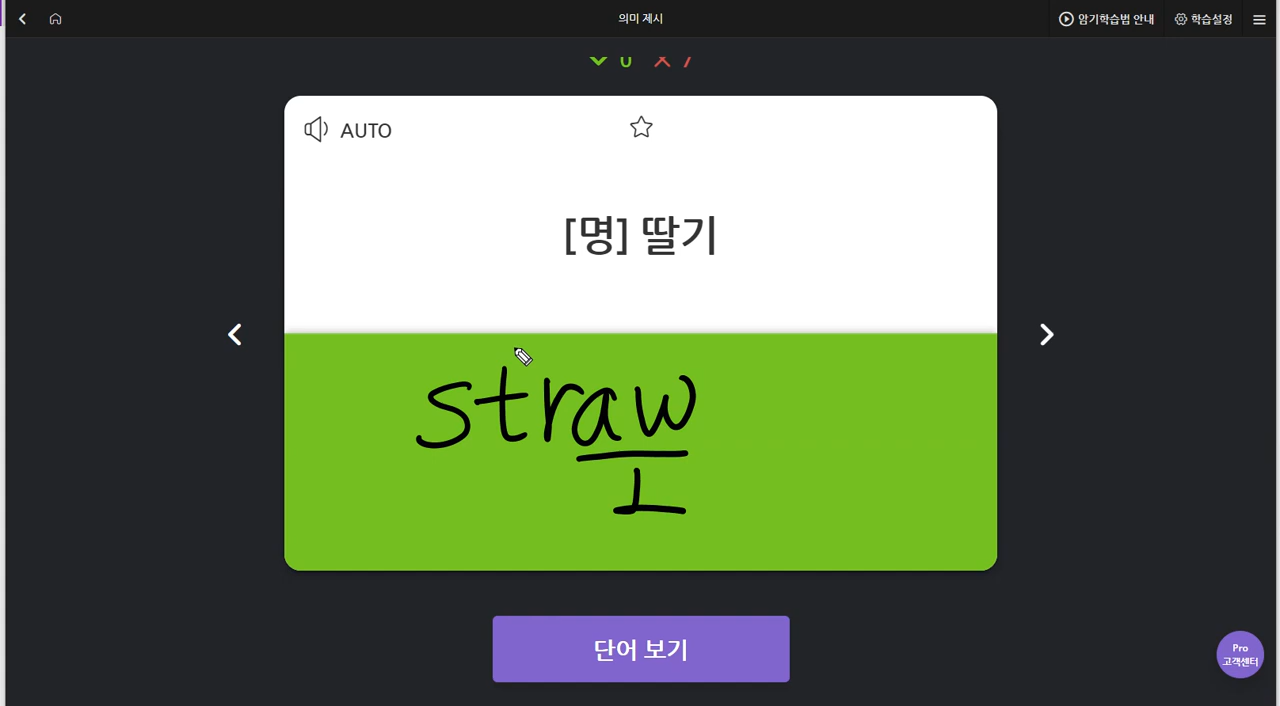 의미 제시
암기학습법 안내
학습설정
AUTO
[명] 딸기
straw
ㅗ
단어 보기
Pro
고객센터